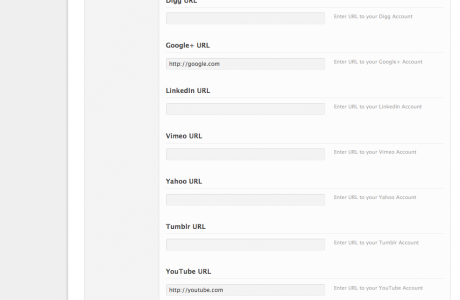 Digg URL
Enter URL to your Digg Account
Google+ URL
http://google.com
Enter URL to your Google+ Account
LinkedIn URL
Enter URL to your LinkedIn Account
Vimeo URL
Enter URL to your Vimeo Account
Yahoo URL
Enter URL to your Yahoo Account
Tumblr URL
Enter URL to your Tumblr Account
YouTube URL
http://youtube.com
Enter URL to your YouTube Account